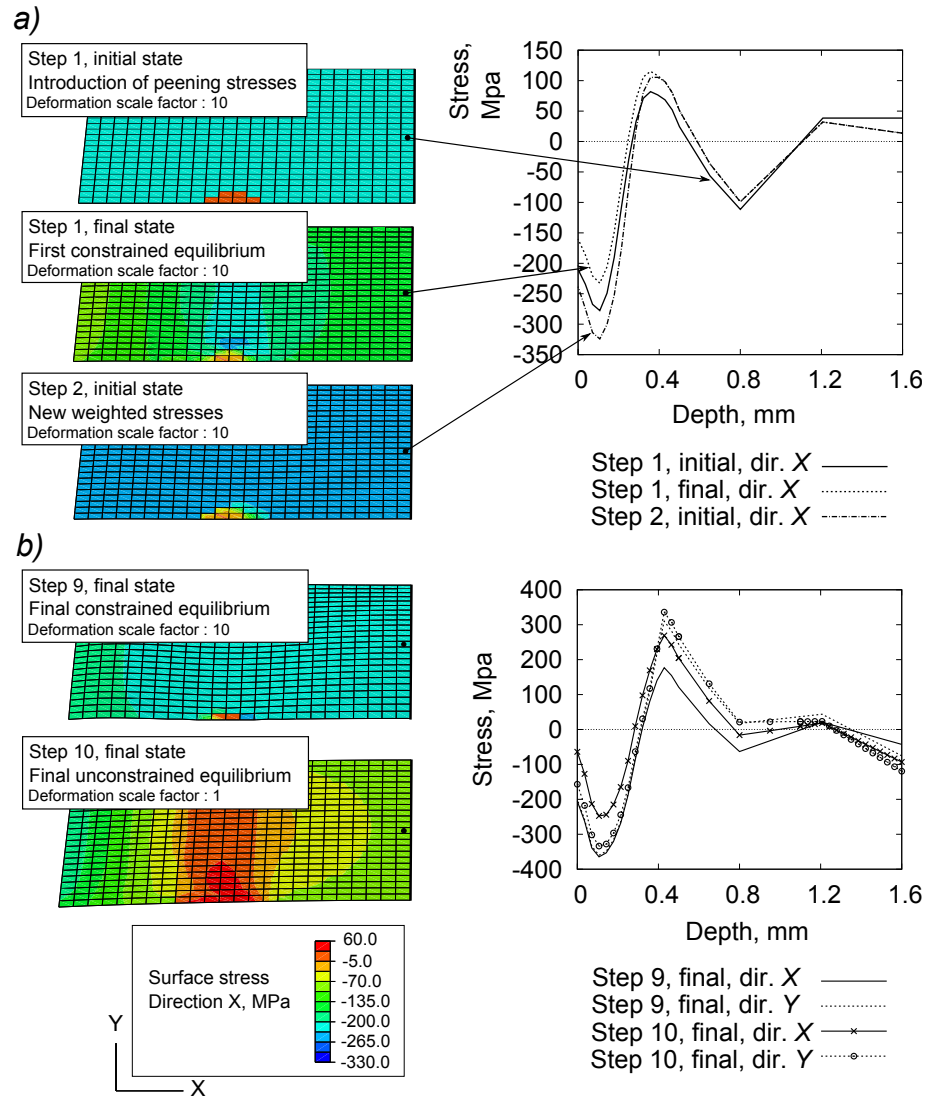 a)
Step 1, initial state
Introduction of peening stresses
Deformation scale factor : 10
Step 1, final state
First constrained equilibrium
Deformation scale factor : 10
Step 2, initial state
New weighted stresses
Deformation scale factor : 10
Stress,
Mpa
150
100
50
0
-50
-100
-150
-200
-250
-300
-350
0
0.4
0.8
1.2
1.6
Depth, mm
Step 1, initial, dir. X
Step 1, final, dir. X
Step 2, initial, dir. X
b)
Step 9, final state
Final constrained equilibrium
Deformation scale factor : 10
Step 10, final state
Final unconstrained equilibrium
Deformation scale factor : 1
Surface stress
Direction X, MPa
60.0
-5.0
-70.0
-135.0
-200.0
-265.0
-330.0
Y
X
Stress, Mpa
400
300
200
100
0
-100
-200
-300
-400
0
0.4
0.8
1.2
1.6
Depth, mm
Step 9, final, dir. X
Step 9, final, dir. Y
Step 10, final, dir. X
Step 10, final, dir. Y